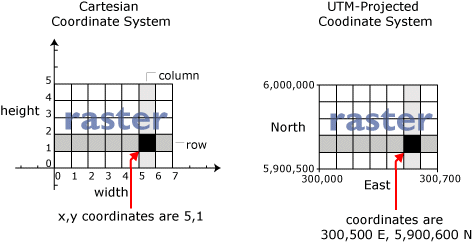 Cartesian
Coordinate System
height
5
4
3
2
1
0
0 1 2 3 4 5 6 7
width
column
raster
row
x,y coordinates are 5,1
UTM-Projected
Coodinate System
6,000,000
North
raster
5,900,500
300,000
300,700
East
coordinates are
300,500 E, 5,900,600 N